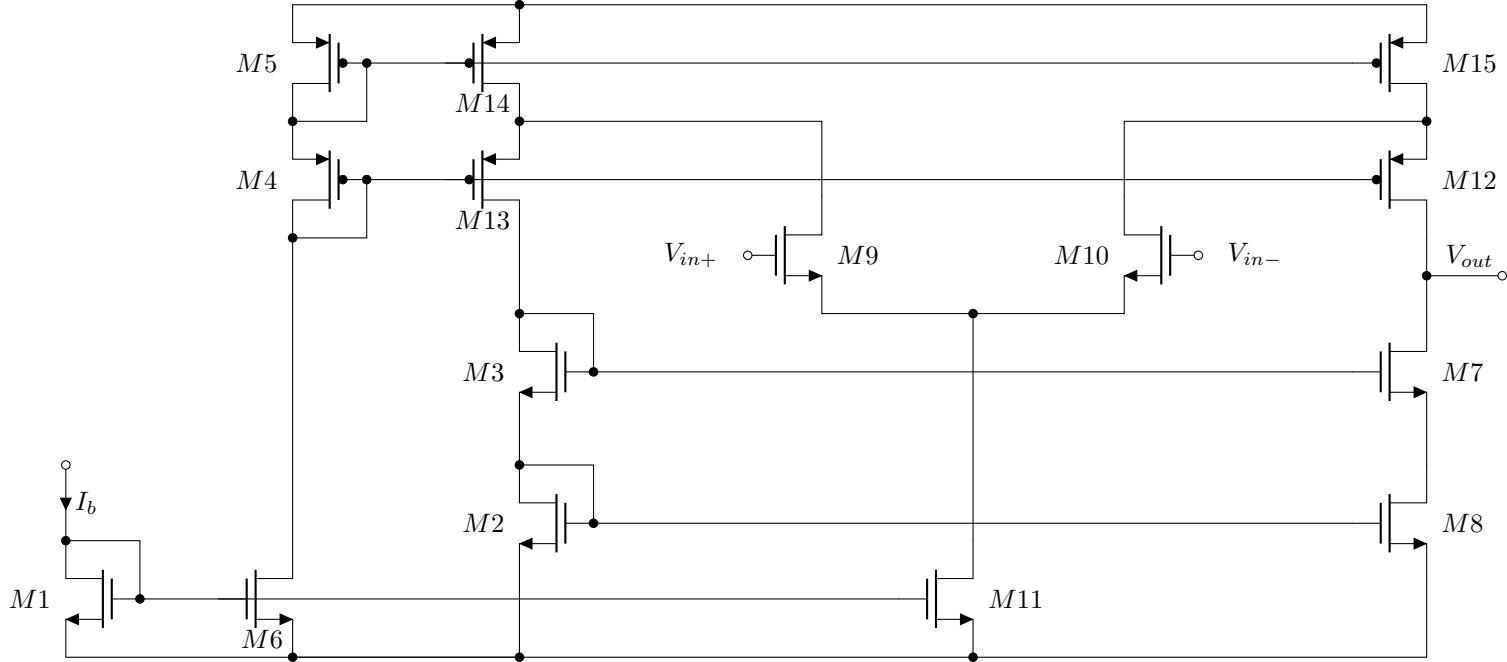 M5
M14
M15
M4
M13
M12
V_{in+}
M9
M10
V_{in−}
V_{out}
M3
M7
I_b
M2
M8
M1
M6
M11